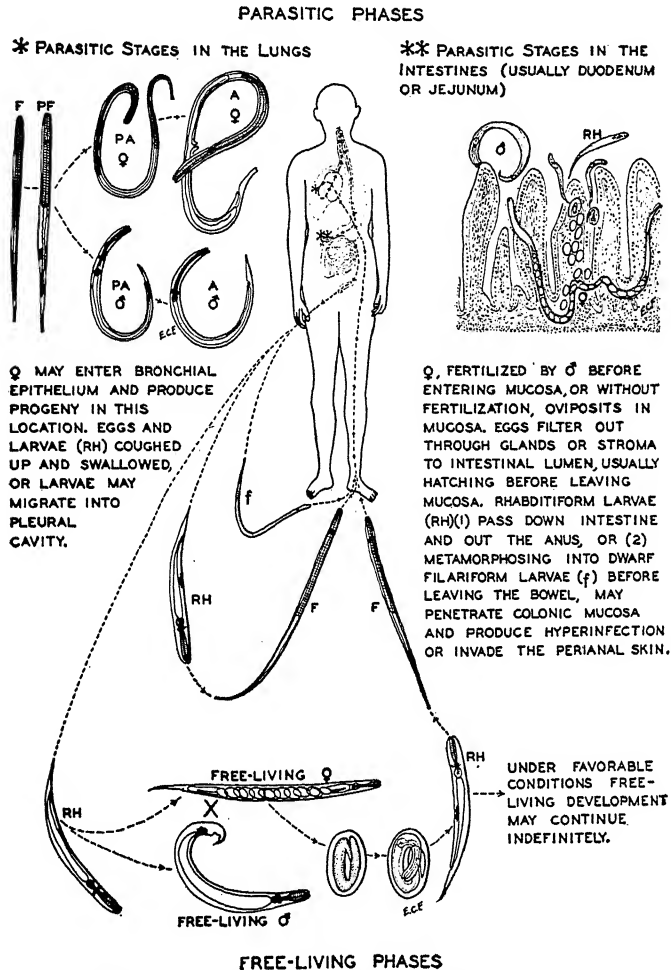 PARASITIC PHASES
* PARASITIC STAGES IN THE LUNGS
F
PF
PA
♀
A
♀
PA
♂
A
♂
E.C.F.
♀ MAY ENTER BRONCHIAL
EPITHELIUM AND PRODUCE
PROGENY IN THIS
LOCATION. EGGS AND
LARVAE (RH) COUGHED
UP AND SWALLOWED,
OR LARVAE MAY
MIGRATE INTO
PLEURAL
CAVITY.
*
**
** PARASITIC STAGES IN THE
INTESTINES (USUALLY DUODENUM
OR JEJUNUM)
♂
RH
♀
♀, FERTILIZED BY ♂ BEFORE
ENTERING MUCOSA, OR WITHOUT
FERTILIZATION, OVIPOSITS IN
MUCOSA. EGGS FILTER OUT
THROUGH GLANDS OR STROMA
TO INTESTINAL LUMEN, USUALLY
HATCHING BEFORE LEAVING
MUCOSA. RHABDITIFORM LARVAE
(RH)(1) PASS DOWN INTESTINE
AND OUT THE ANUS, OR (2)
METAMORPHOSING INTO DWARF
FILARIFORM LARVAE (f) BEFORE
LEAVING THE BOWEL, MAY
PENETRATE COLONIC MUCOSA
AND PRODUCE HYPERINFECTION
OR INVADE THE PERIANAL SKIN.
f
RH
F
F
RH
FREE-LIVING ♀
X
FREE-LIVING ♂
E.C.F.
RH
UNDER FAVORABLE
CONDITIONS FREE-
LIVING DEVELOPMENT
MAY CONTINUE
INDEFINITELY.
FREE-LIVING PHASES